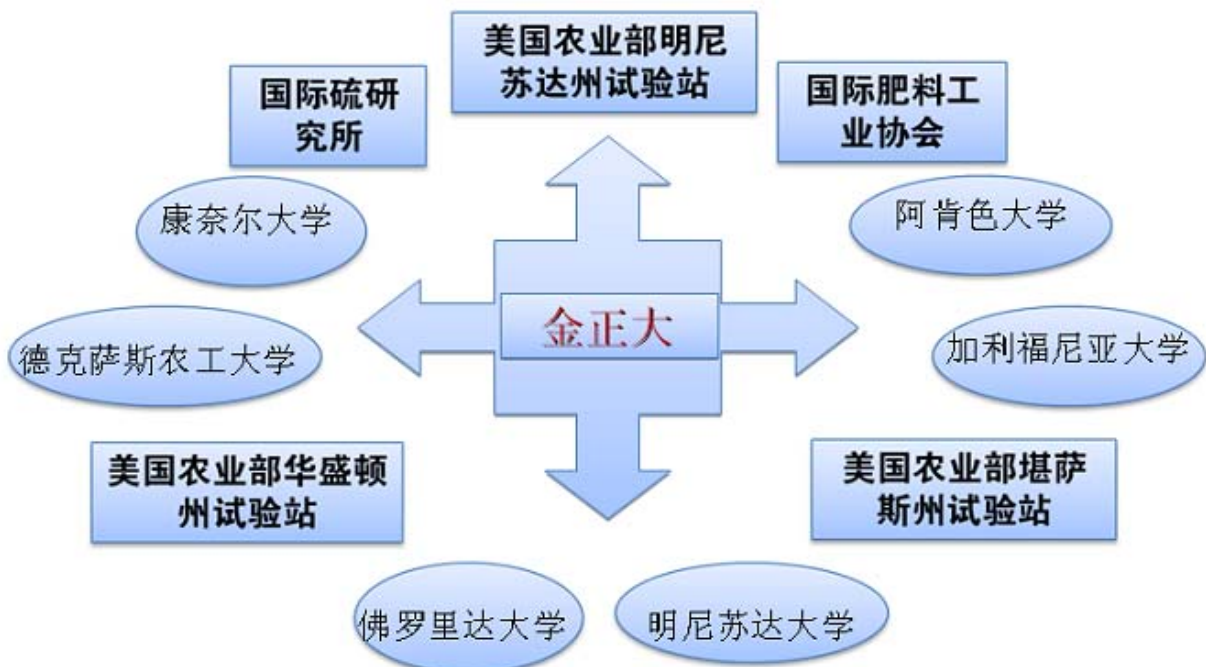 美国农业部明尼
苏达州试验站
国际硫研
究所
国际肥料工
业协会
康奈尔大学
阿肯色大学
金正大
德克萨斯农工大学
加利福尼亚大学
美国农业部华盛顿
州试验站
美国农业部堪萨
斯州试验站
佛罗里达大学
明尼苏达大学